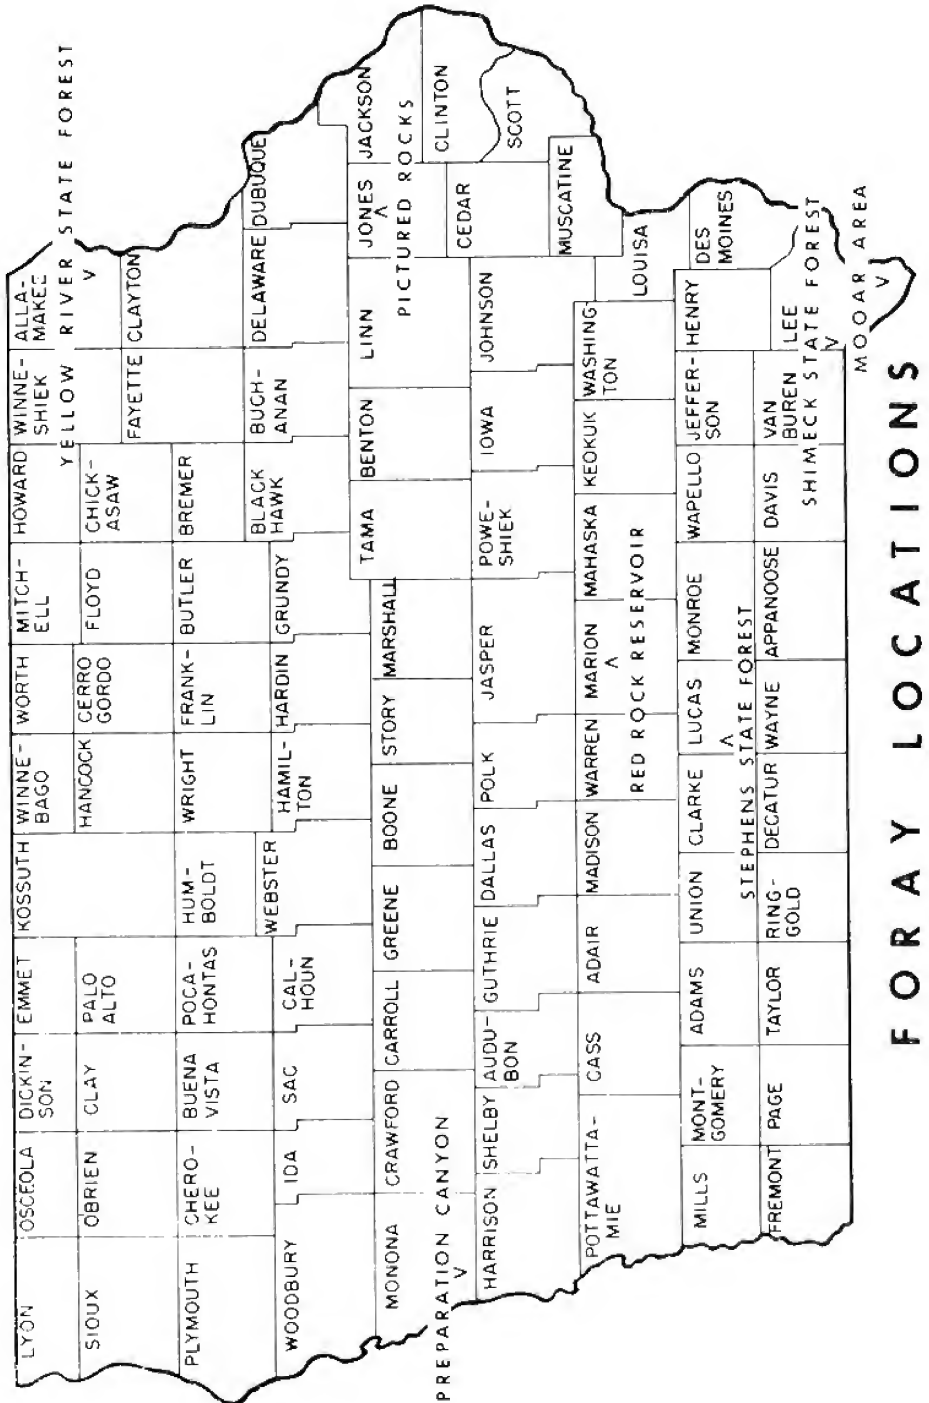 LYON
OSCEOLA
DICKIN-
SON
EMMET
KOSSUTH
WINNE-
BAGO
WORTH
MITCH-
ELL
HOWARD
WINNE-
SHIEK
ALLA-
MAKEE
YELLOW RIVER STATE FOREST
V
SIOUX
OBRIEN
CLAY
PALO
ALTO
HANCOCK
CERRO
GORDO
FLOYD
CHICK-
ASAW
FAYETTE
CLAYTON
PLYMOUTH
CHERO-
KEE
BUENA
VISTA
POCA-
HONTAS
HUM-
BOLDT
WRIGHT
FRANK-
LIN
BUTLER
BREMER
WOODBURY
IDA
SAC
CAL-
HOUN
WEBSTER
HAMIL-
TON
HARDIN
GRUNDY
BLACK
HAWK
BUCH-
ANAN
DELAWARE
DUBUQUE
MONONA
CRAWFORD
CARROLL
GREENE
BOONE
STORY
MARSHALL
TAMA
BENTON
LINN
JONES
JACKSON
Λ
PICTURED ROCKS
PREPARATION CANYON
V
HARRISON
SHELBY
AUDU-
BON
GUTHRIE
DALLAS
POLK
JASPER
POWE-
SHIEK
IOWA
JOHNSON
CEDAR
CLINTON
SCOTT
POTTAWATTA-
MIE
CASS
ADAIR
MADISON
WARREN
MARION
MAHASKA
KEOKUK
WASHING-
TON
MUSCATINE
LOUISA
Λ
RED ROCK RESERVOIR
MILLS
MONT-
GOMERY
ADAMS
UNION
CLARKE
LUCAS
MONROE
WAPELLO
JEFFER-
SON
HENRY
DES
MOINES
Λ
STEPHENS STATE FOREST
FREMONT
PAGE
TAYLOR
RING-
GOLD
DECATUR
WAYNE
APPANOOSE
DAVIS
VAN
BUREN
LEE
SHIMECK STATE FOREST
V
MOOAR AREA
V
FORAY LOCATIONS